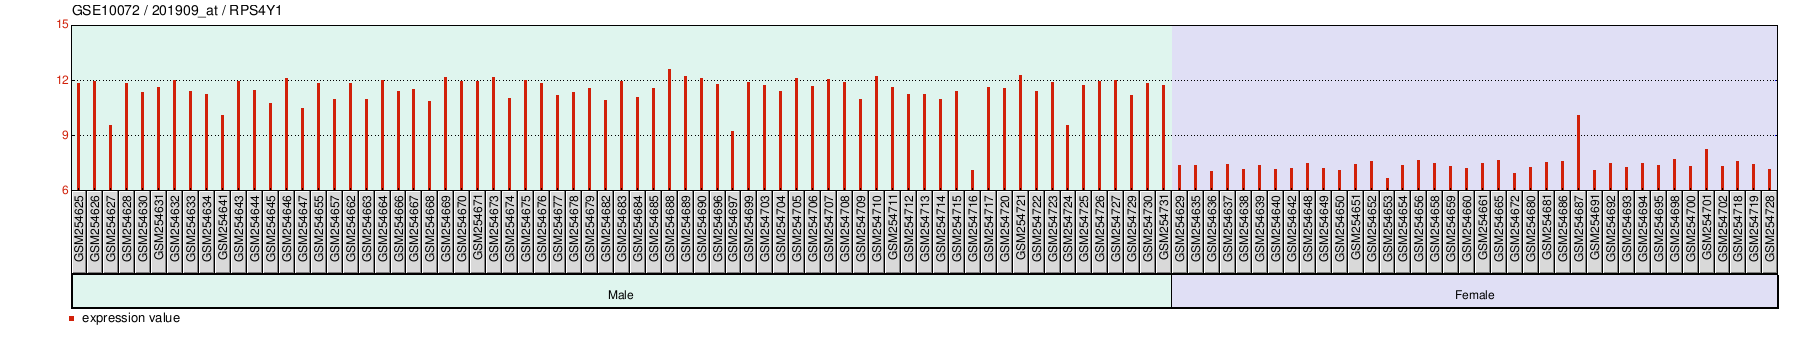 GSE10072 / 201909_at / RPS4Y1
15
12
9
6
GSM254625
GSM254626
GSM254627
GSM254628
GSM254630
GSM254631
GSM254632
GSM254633
GSM254634
GSM254641
GSM254643
GSM254644
GSM254645
GSM254646
GSM254647
GSM254655
GSM254657
GSM254662
GSM254663
GSM254664
GSM254666
GSM254667
GSM254668
GSM254669
GSM254670
GSM254671
GSM254673
GSM254674
GSM254675
GSM254676
GSM254677
GSM254678
GSM254679
GSM254682
GSM254683
GSM254684
GSM254685
GSM254688
GSM254689
GSM254690
GSM254696
GSM254697
GSM254699
GSM254703
GSM254704
GSM254705
GSM254706
GSM254707
GSM254708
GSM254709
GSM254710
GSM254711
GSM254712
GSM254713
GSM254714
GSM254715
GSM254716
GSM254717
GSM254720
GSM254721
GSM254722
GSM254723
GSM254724
GSM254725
GSM254726
GSM254727
GSM254729
GSM254730
GSM254731
GSM254629
GSM254635
GSM254636
GSM254637
GSM254638
GSM254639
GSM254640
GSM254642
GSM254648
GSM254649
GSM254650
GSM254651
GSM254652
GSM254653
GSM254654
GSM254656
GSM254658
GSM254659
GSM254660
GSM254661
GSM254665
GSM254672
GSM254680
GSM254681
GSM254686
GSM254687
GSM254691
GSM254692
GSM254693
GSM254694
GSM254695
GSM254698
GSM254700
GSM254701
GSM254702
GSM254718
GSM254719
GSM254728
Male
Female
expression value